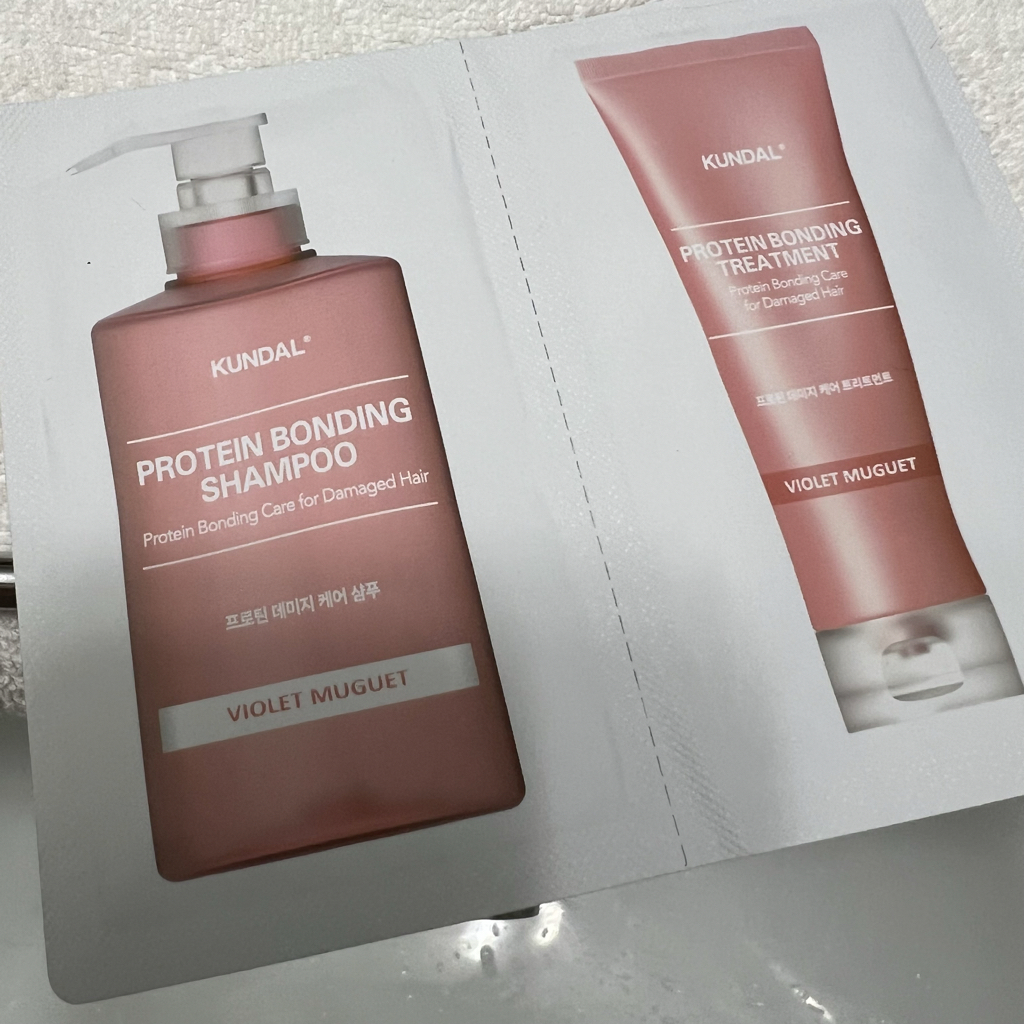 KUNDAL®
PROTEIN BONDING
SHAMPOO
Protein Bonding Care for Damaged Hair
프로틴 데미지 케어 샴푸
VIOLET MUGUET
KUNDAL®
PROTEIN BONDING
TREATMENT
Protein Bonding Care
for Damaged Hair
프로틴 데미지 케어 트리트먼트
VIOLET MUGUET